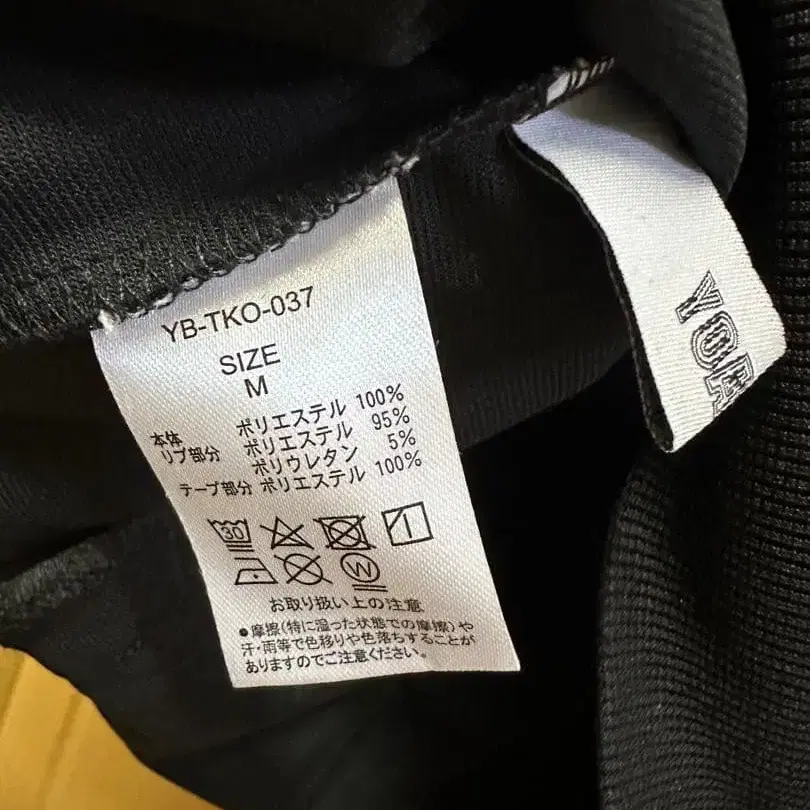 YB-TKO-037
SIZE
M
本体 ポリエステル 100%
リブ部分 ポリエステル 95%
ポリウレタン 5%
テープ部分 ポリエステル 100%
30
W
お取り扱い上の注意
●摩擦(特に湿った状態での摩擦)や
汗・雨等で色移りや色落ちすることが
ありますのでご注意ください。